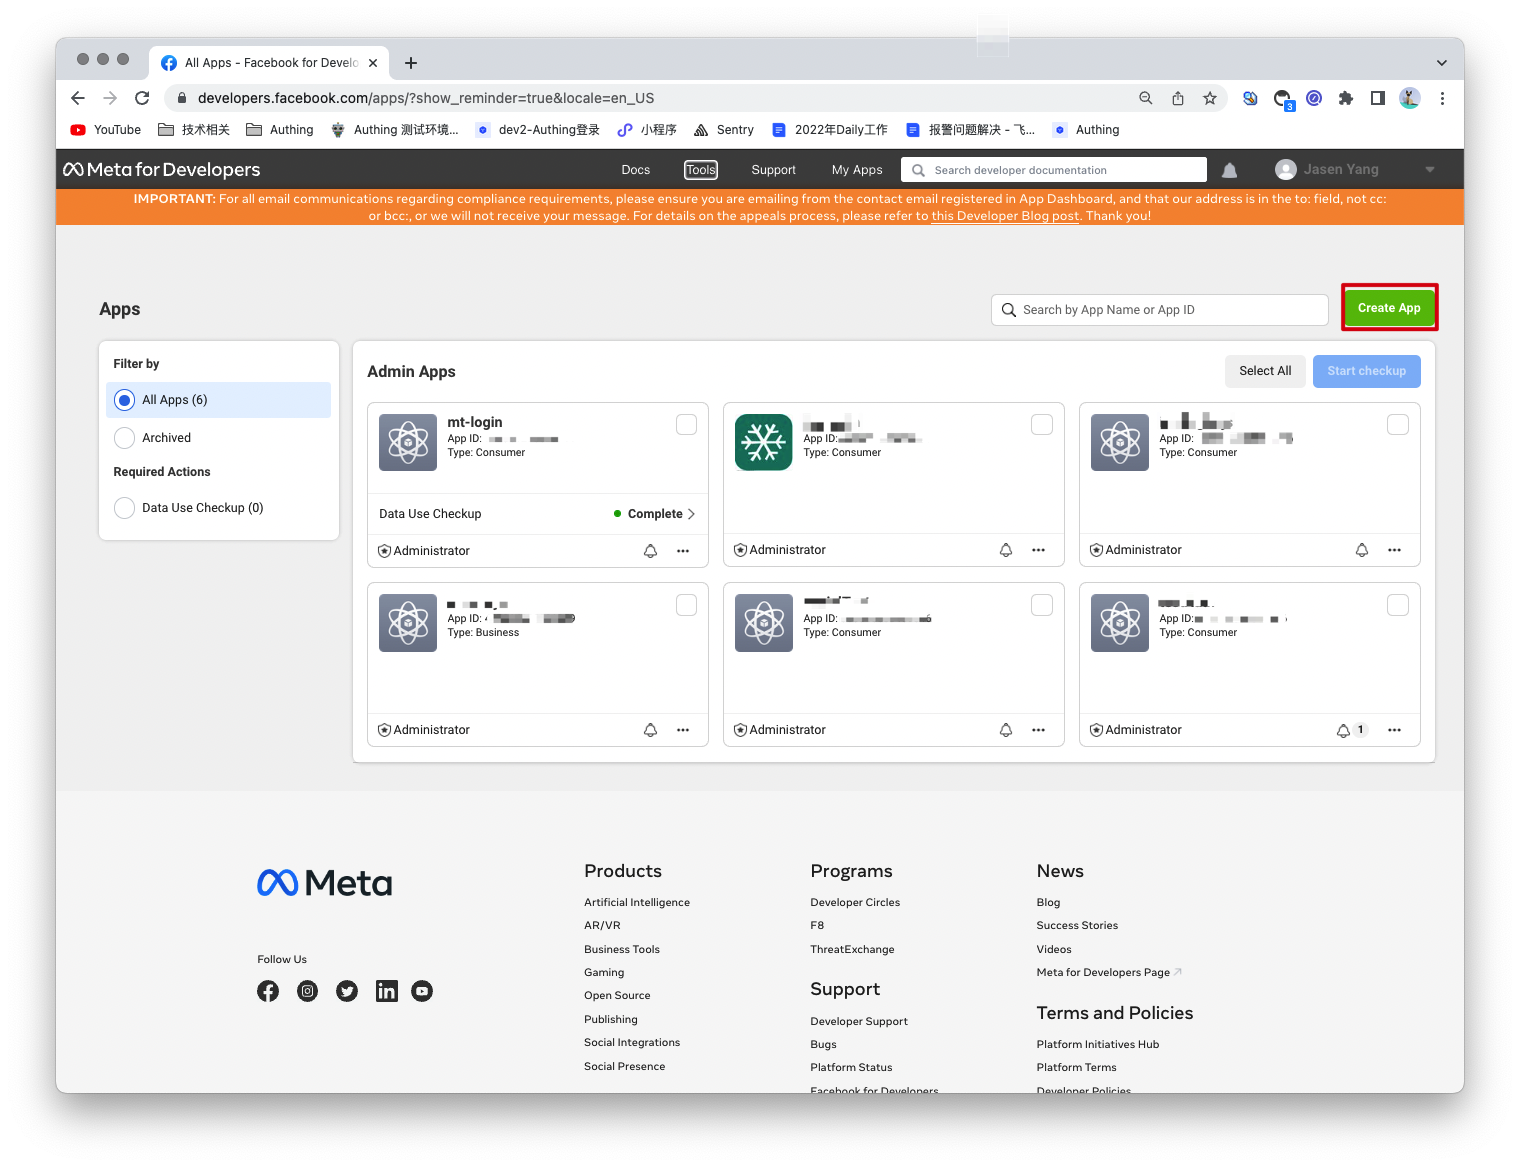 All Apps - Facebook for Develo
developers.facebook.com/apps/?show_reminder=true&locale=en_US
3
YouTube
技术相关
Authing
Authing 测试环境...
dev2-Authing登录
小程序
Sentry
2022年Daily工作
报警问题解决 - 飞...
Authing
Meta for Developers
Docs
Tools
Support
My Apps
Search developer documentation
Jasen Yang
IMPORTANT: For all email communications regarding compliance requirements, please ensure you are emailing from the contact email registered in App Dashboard, and that our address is in the to: field, not cc:
or bcc:, or we will not receive your message. For details on the appeals process, please refer to this Developer Blog post. Thank you!
Apps
Search by App Name or App ID
Create App
Filter by
All Apps (6)
Archived
Required Actions
Data Use Checkup (0)
Admin Apps
Select All
Start checkup
mt-login
App ID:
Type: Consumer
Data Use Checkup
Complete
Administrator
App ID:
Type: Consumer
Administrator
App ID:
Type: Consumer
Administrator
App ID:
Type: Business
Administrator
App ID:
Type: Consumer
Administrator
App ID:
Type: Consumer
Administrator
1
Meta
Follow Us
Products
Artificial Intelligence
AR/VR
Business Tools
Gaming
Open Source
Publishing
Social Integrations
Social Presence
Programs
Developer Circles
F8
ThreatExchange
Support
Developer Support
Bugs
Platform Status
Facebook for Developers
News
Blog
Success Stories
Videos
Meta for Developers Page
Terms and Policies
Platform Initiatives Hub
Platform Terms
Developer Policies